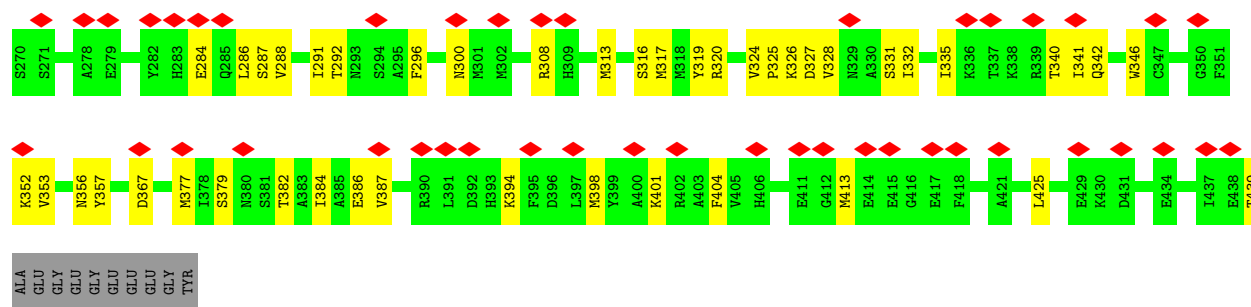 S270 S271 A278 E279 Y282 H283 E284 Q285 L286 S287 V288 I291 T292 N293 S294 A295 F296 N300 M301 M302 R308 H309 M313 S316 M317 M318 Y319 R320 V324 P325 K326 D327 V328 N329 A330 S331 I332 I335 K336 T337 K338 R339 T340 I341 Q342 W346 C347 G350 F351
K352 V353 N356 Y357 D367 M377 I378 S379 N380 S381 T382 A383 I384 A385 E386 V387 R390 L391 D392 H393 K394 F395 D396 L397 M398 Y399 A400 K401 R402 A403 F404 V405 H406 E411 G412 M413 E414 E415 G416 E417 F418 A421 L425 E429 K430 D431 E434 I437 E438 T439
ALA GLU GLY GLU GLY GLU GLU GLU GLY TYR